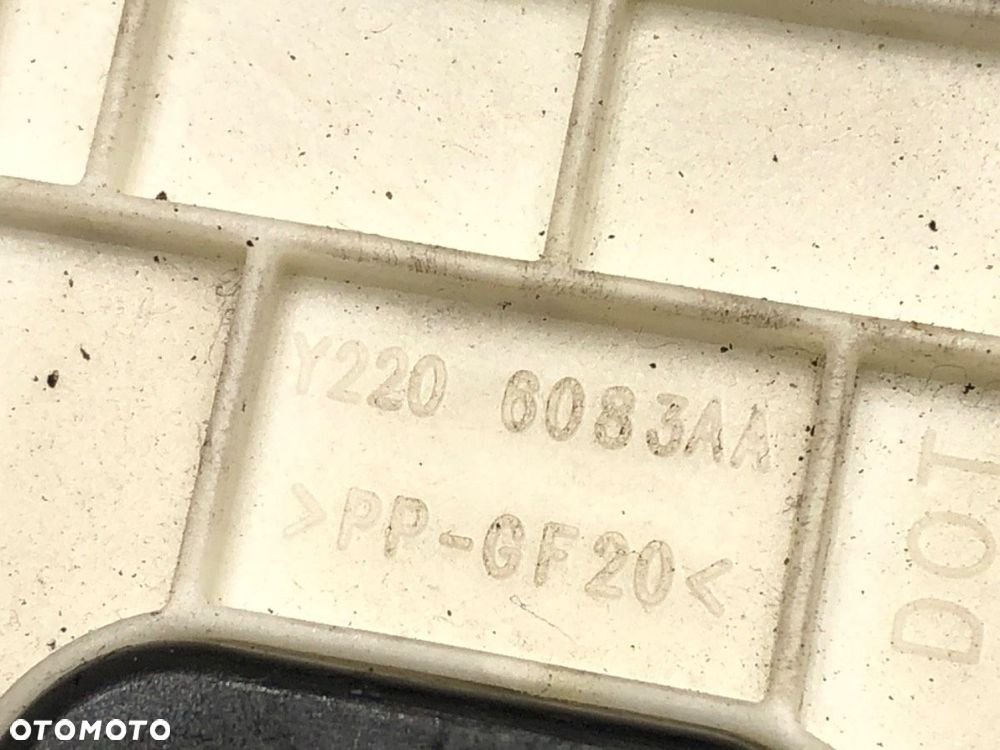 Y220 6083AA
>PP-GF20<
DOT
OTOMOTO